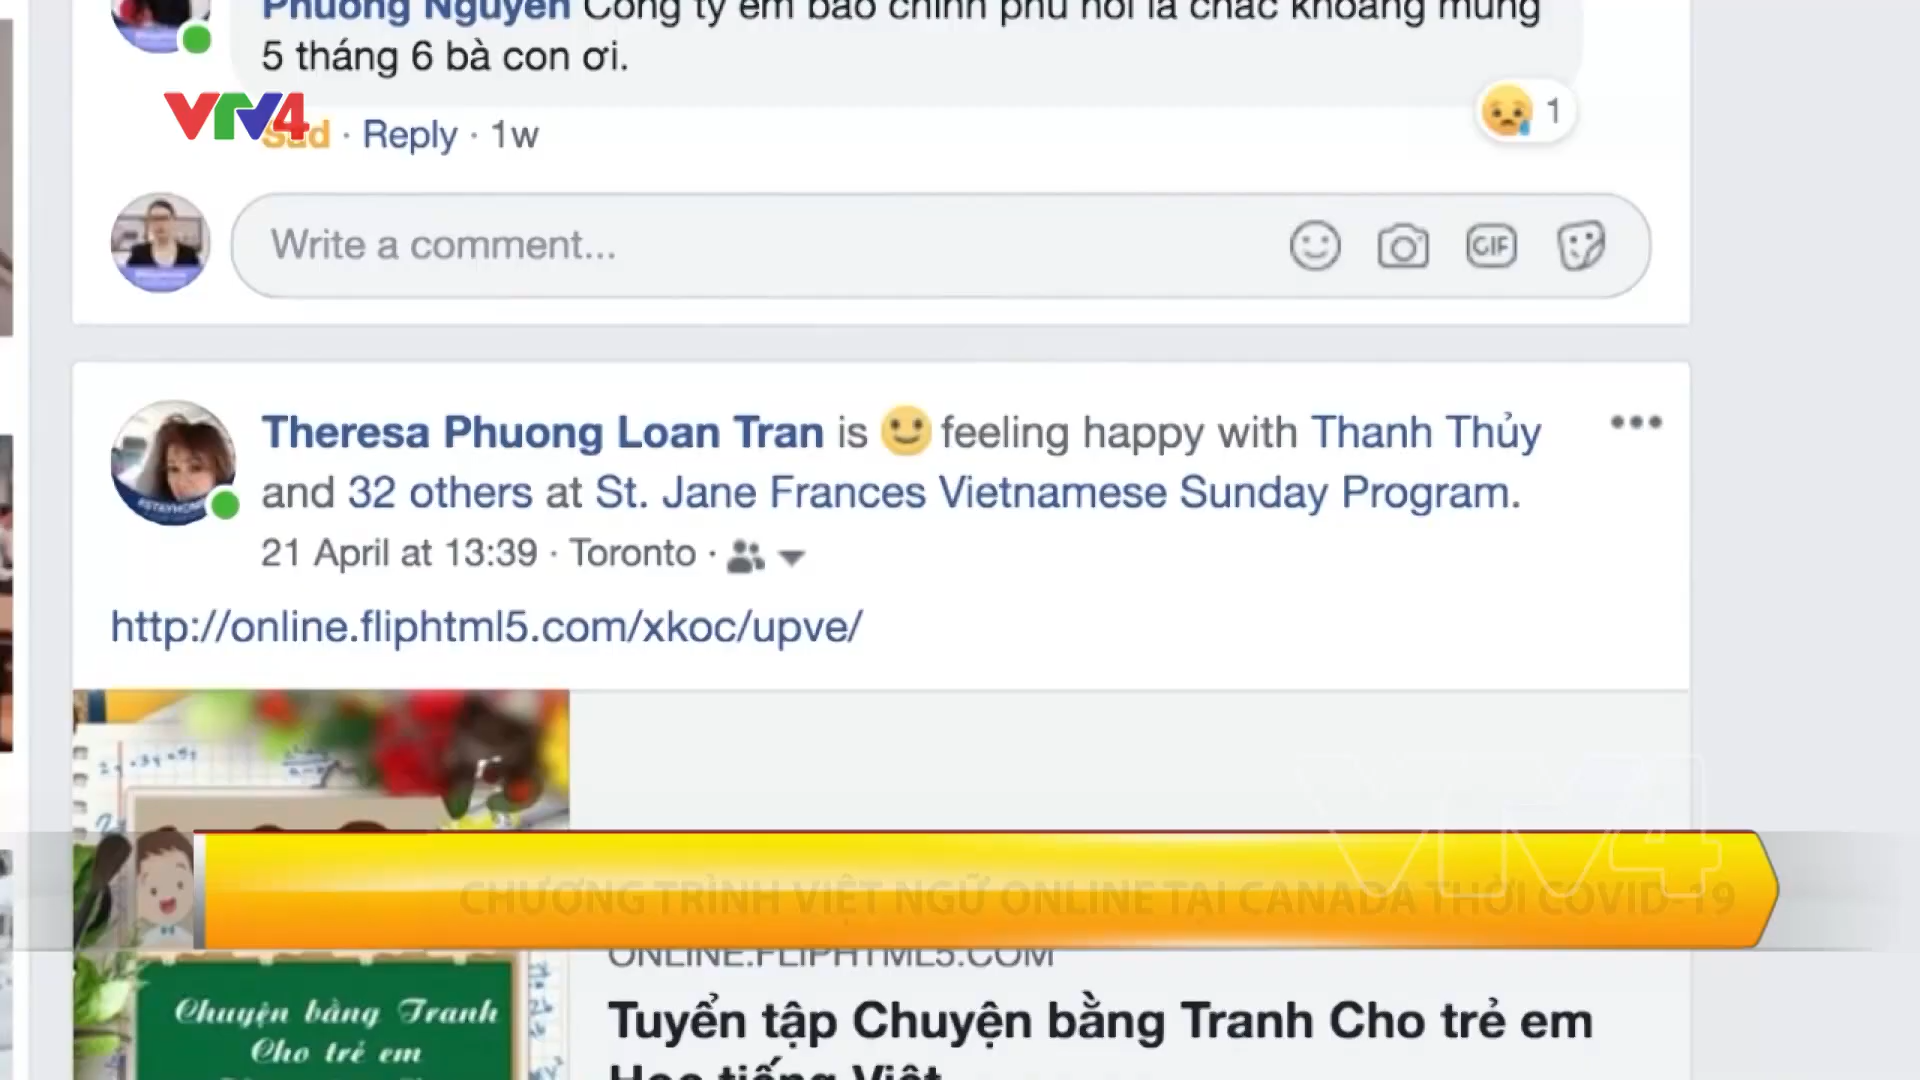 Phuong Nguyen Công ty em bảo chính phủ nói là chắc khoảng mùng
5 tháng 6 bà con ơi.
VTV4
Sad · Reply · 1w
1
Write a comment...
GIF
Theresa Phuong Loan Tran is feeling happy with Thanh Thủy
and 32 others at St. Jane Frances Vietnamese Sunday Program.
21 April at 13:39 · Toronto ·
http://online.fliphtml5.com/xkoc/upve/
VTV4
CHƯƠNG TRÌNH VIỆT NGỮ ONLINE TẠI CANADA THỜI COVID-19
ONLINE.FLIPHTML5.COM
Tuyển tập Chuyện bằng Tranh Cho trẻ em
Học tiếng Việt
Chuyện bằng Tranh
Cho trẻ em